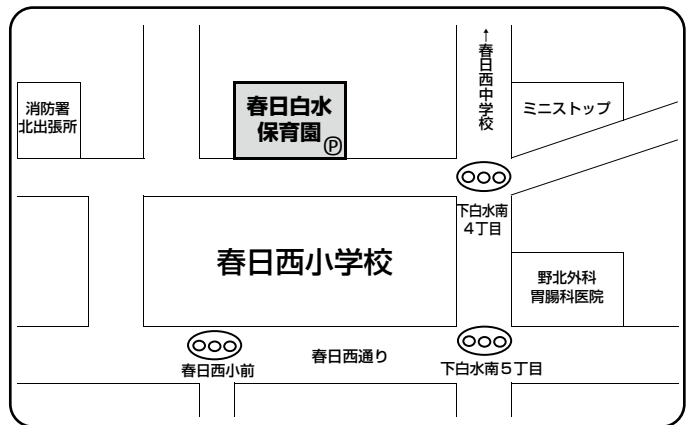 ↑春日西中学校
消防署
北出張所
春日白水
保育園
Ⓟ
ミニストップ
下白水南
4丁目
春日西小学校
野北外科
胃腸科医院
春日西小前
春日西通り
下白水南5丁目